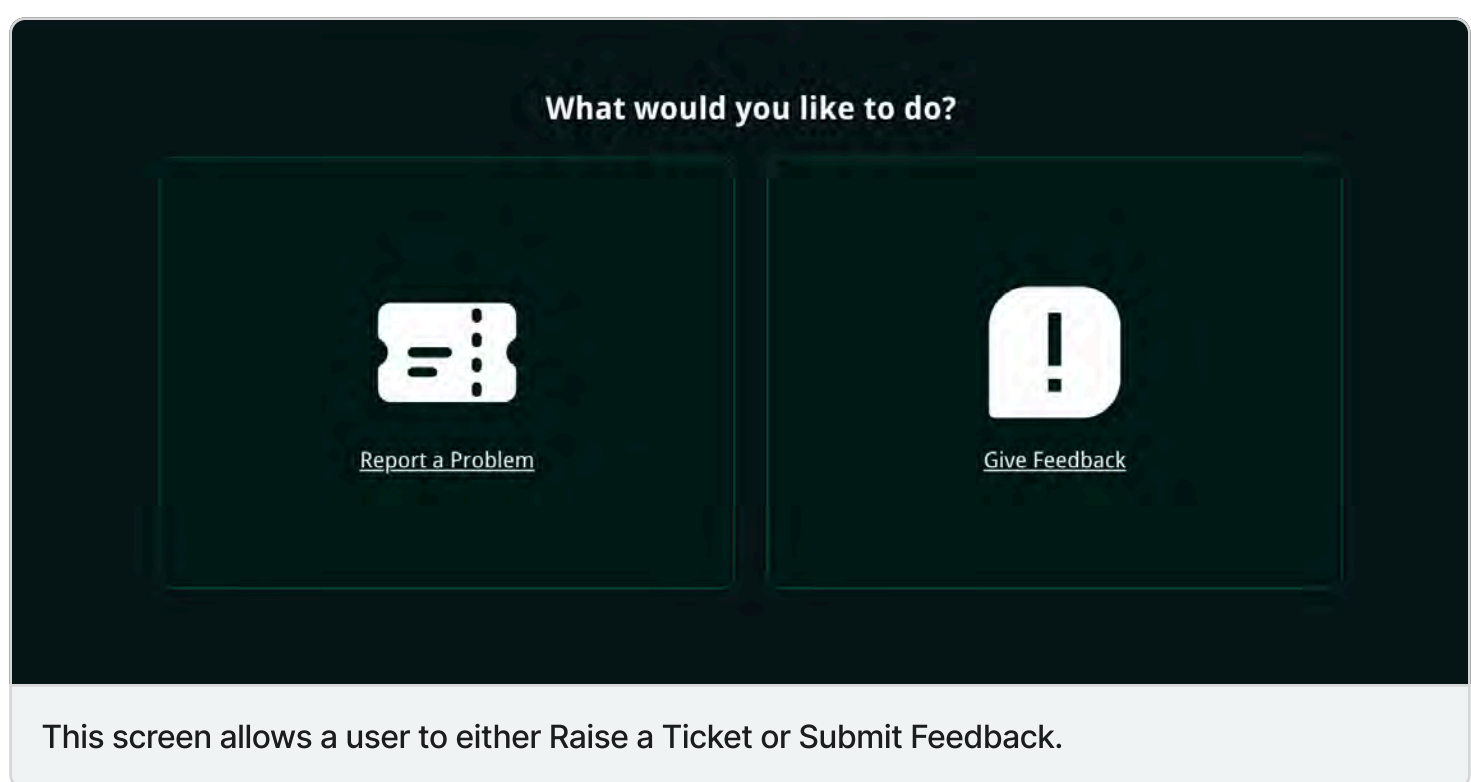 What would you like to do?
Report a Problem
Give Feedback
This screen allows a user to either Raise a Ticket or Submit Feedback.